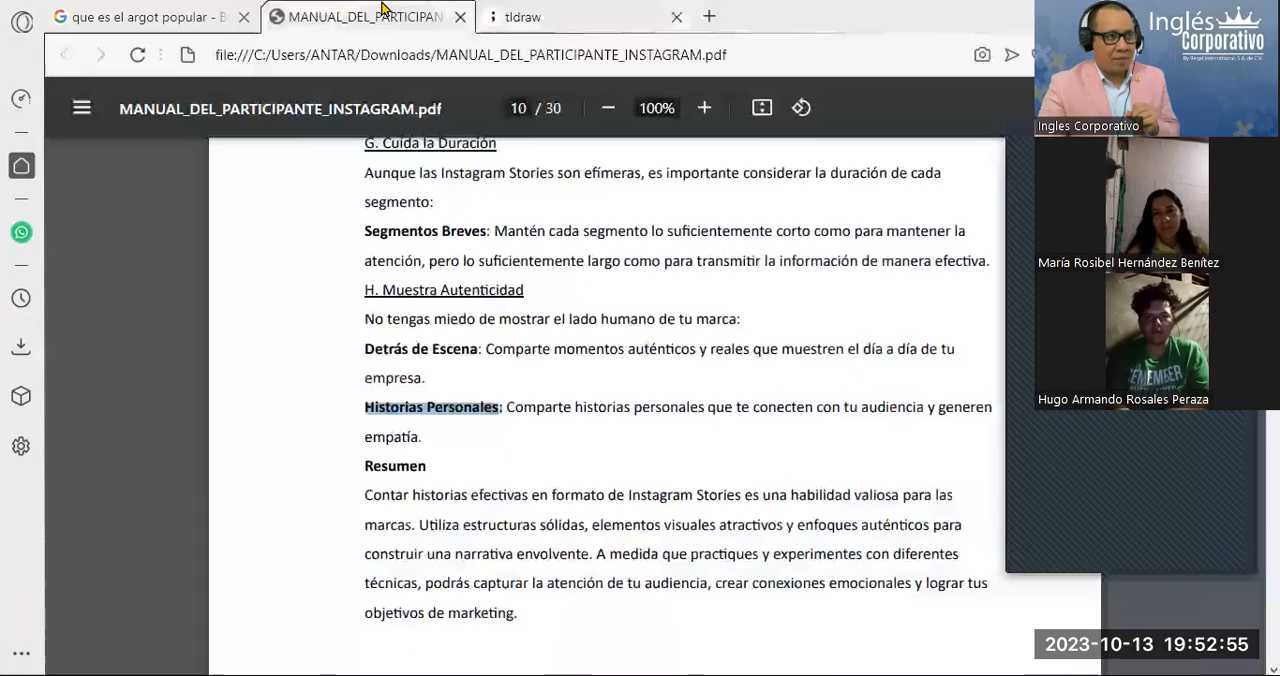 que es el argot popular - B
MANUAL_DEL_PARTICIPAN
tldraw
file:///C:/Users/ANTAR/Downloads/MANUAL_DEL_PARTICIPANTE_INSTAGRAM.pdf
MANUAL_DEL_PARTICIPANTE_INSTAGRAM.pdf
10 / 30
100%
G. Cuida la Duración
Aunque las Instagram Stories son efímeras, es importante considerar la duración de cada
segmento:
Segmentos Breves: Mantén cada segmento lo suficientemente corto como para mantener la
atención, pero lo suficientemente largo como para transmitir la información de manera efectiva.
H. Muestra Autenticidad
No tengas miedo de mostrar el lado humano de tu marca:
Detrás de Escena: Comparte momentos auténticos y reales que muestren el día a día de tu
empresa.
Historias Personales: Comparte historias personales que te conecten con tu audiencia y generen
empatía.
Resumen
Contar historias efectivas en formato de Instagram Stories es una habilidad valiosa para las
marcas. Utiliza estructuras sólidas, elementos visuales atractivos y enfoques auténticos para
construir una narrativa envolvente. A medida que practiques y experimentes con diferentes
técnicas, podrás capturar la atención de tu audiencia, crear conexiones emocionales y lograr tus
objetivos de marketing.
Inglés
Corporativo
By Regal International, S.A. de C.V.
Ingles Corporativo
María Rosibel Hernández Benítez
REMEMBER
Hugo Armando Rosales Peraza
2023-10-13 19:52:55